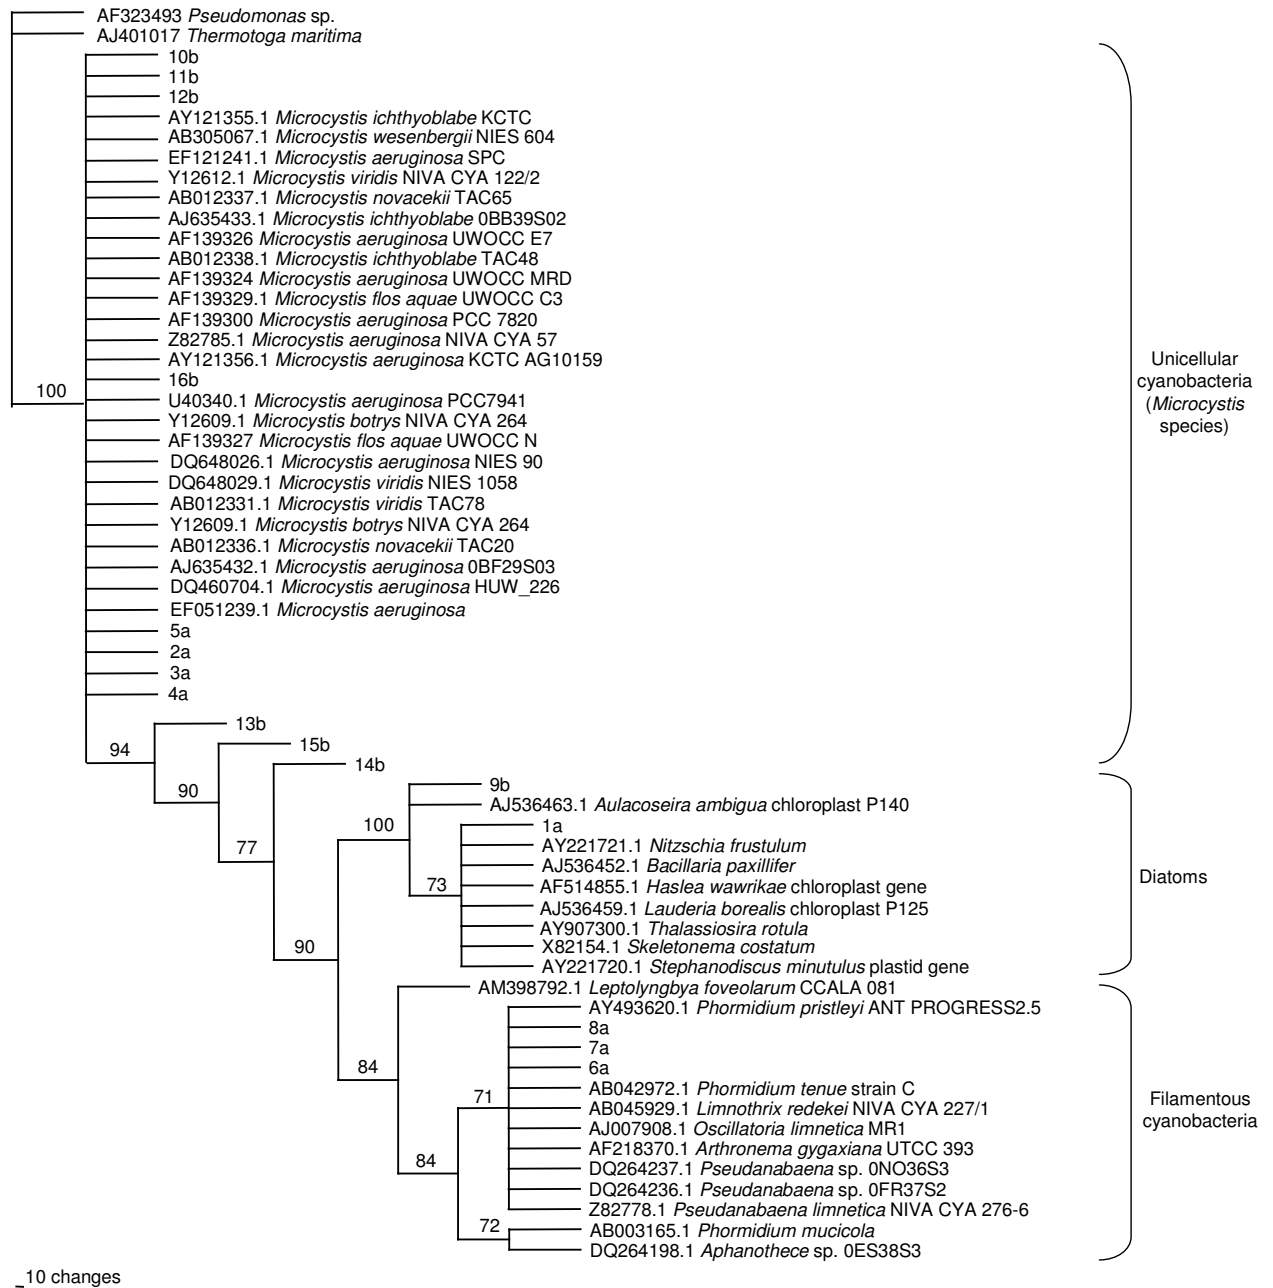 AF323493 Pseudomonas sp.
AJ401017 Thermotoga maritima
10b
11b
12b
AY121355.1 Microcystis ichthyoblabe KCTC
AB305067.1 Microcystis wesenbergii NIES 604
EF121241.1 Microcystis aeruginosa SPC
Y12612.1 Microcystis viridis NIVA CYA 122/2
AB012337.1 Microcystis novacekii TAC65
AJ635433.1 Microcystis ichthyoblabe 0BB39S02
AF139326 Microcystis aeruginosa UWOCC E7
AB012338.1 Microcystis ichthyoblabe TAC48
AF139324 Microcystis aeruginosa UWOCC MRD
AF139329.1 Microcystis flos aquae UWOCC C3
AF139300 Microcystis aeruginosa PCC 7820
Z82785.1 Microcystis aeruginosa NIVA CYA 57
AY121356.1 Microcystis aeruginosa KCTC AG10159
16b
100
U40340.1 Microcystis aeruginosa PCC7941
Y12609.1 Microcystis botrys NIVA CYA 264
AF139327 Microcystis flos aquae UWOCC N
DQ648026.1 Microcystis aeruginosa NIES 90
DQ648029.1 Microcystis viridis NIES 1058
AB012331.1 Microcystis viridis TAC78
Y12609.1 Microcystis botrys NIVA CYA 264
AB012336.1 Microcystis novacekii TAC20
AJ635432.1 Microcystis aeruginosa 0BF29S03
DQ460704.1 Microcystis aeruginosa HUW_226
EF051239.1 Microcystis aeruginosa
5a
2a
3a
4a
Unicellular
cyanobacteria
(Microcystis
species)
13b
94
15b
14b
90
9b
AJ536463.1 Aulacoseira ambigua chloroplast P140
100
1a
77
AY221721.1 Nitzschia frustulum
AJ536452.1 Bacillaria paxillifer
73
AF514855.1 Haslea wawrikae chloroplast gene
AJ536459.1 Lauderia borealis chloroplast P125
AY907300.1 Thalassiosira rotula
90
X82154.1 Skeletonema costatum
AY221720.1 Stephanodiscus minutulus plastid gene
Diatoms
AM398792.1 Leptolyngbya foveolarum CCALA 081
AY493620.1 Phormidium pristleyi ANT PROGRESS2.5
8a
7a
84
6a
AB042972.1 Phormidium tenue strain C
71
AB045929.1 Limnothrix redekei NIVA CYA 227/1
AJ007908.1 Oscillatoria limnetica MR1
AF218370.1 Arthronema gygaxiana UTCC 393
84
DQ264237.1 Pseudanabaena sp. 0NO36S3
DQ264236.1 Pseudanabaena sp. 0FR37S2
Z82778.1 Pseudanabaena limnetica NIVA CYA 276-6
72
AB003165.1 Phormidium mucicola
DQ264198.1 Aphanothece sp. 0ES38S3
Filamentous
cyanobacteria
10 changes